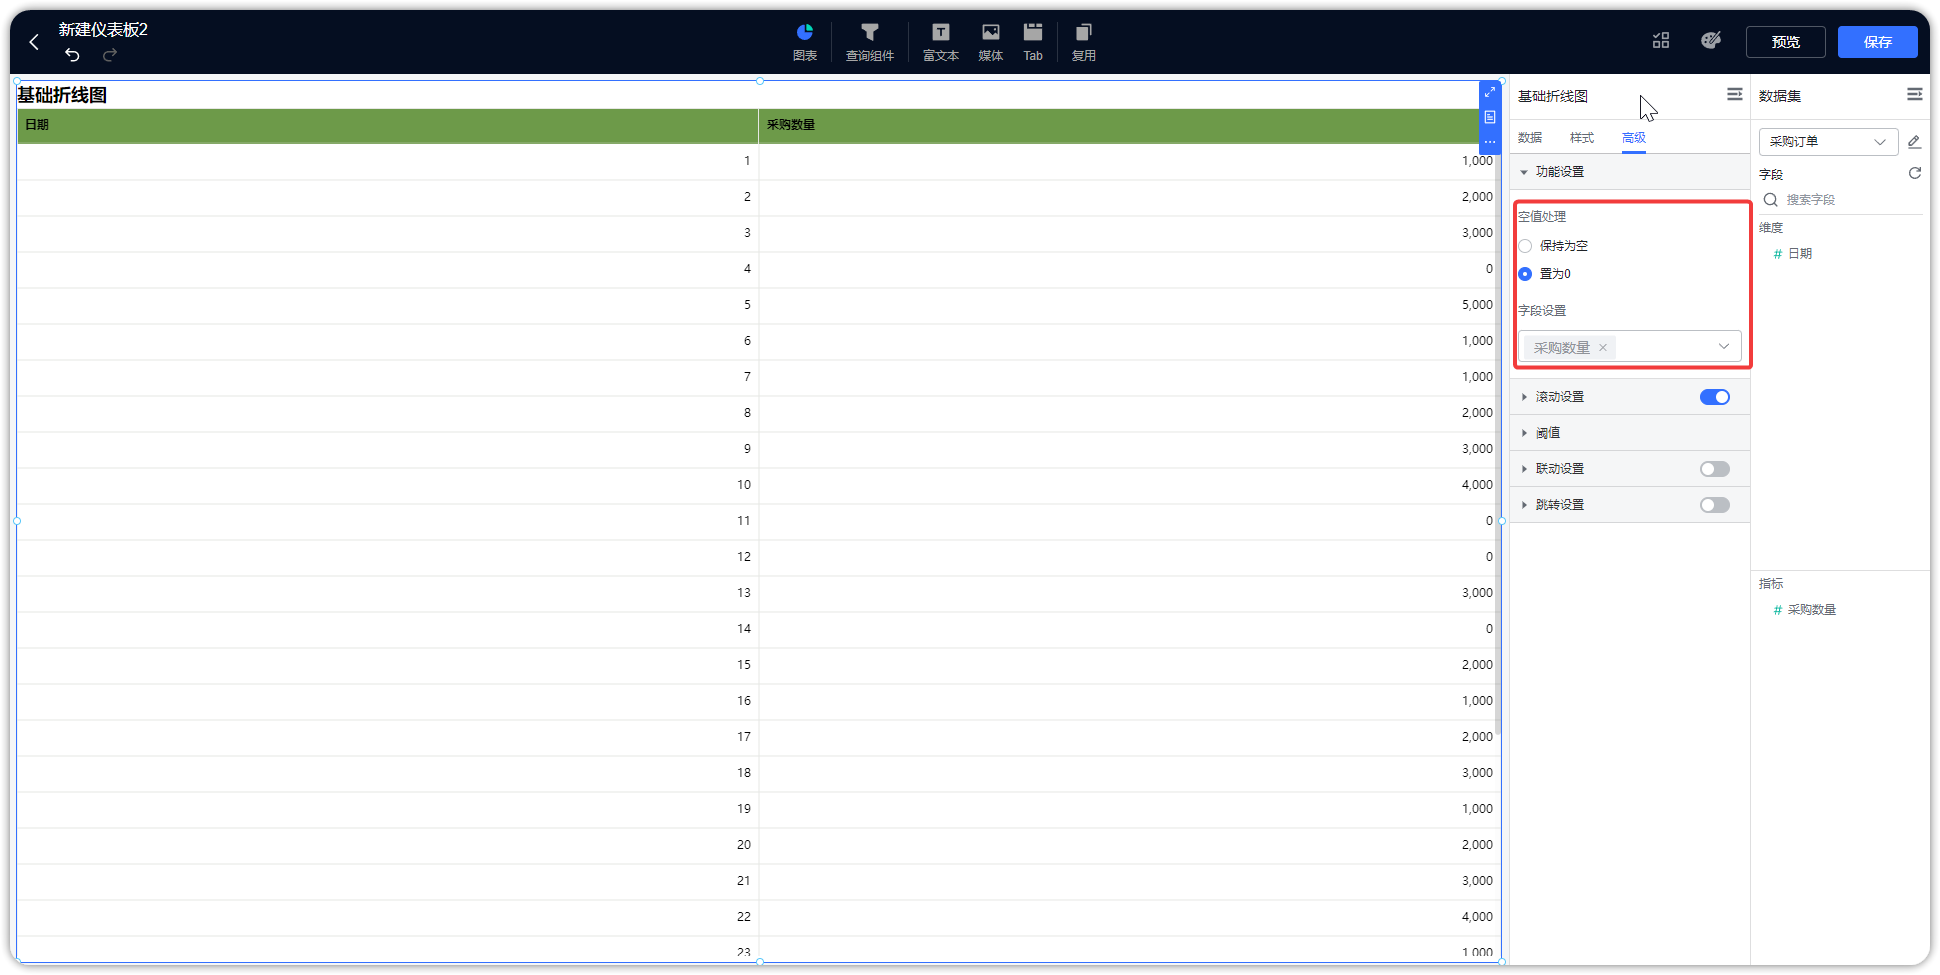 新建仪表板2
图表
查询组件
富文本
媒体
Tab
复用
预览
保存
基础折线图
日期 采购数量
1 1,000
2 2,000
3 3,000
4 0
5 5,000
6 1,000
7 1,000
8 2,000
9 3,000
10 4,000
11 0
12 0
13 3,000
14 0
15 2,000
16 1,000
17 2,000
18 3,000
19 1,000
20 2,000
21 3,000
22 4,000
23 1,000
基础折线图
数据 样式 高级
功能设置
空值处理
保持为空
置为0
字段设置
采购数量
滚动设置
阈值
联动设置
跳转设置
数据集
采购订单
字段
搜索字段
维度
# 日期
指标
# 采购数量